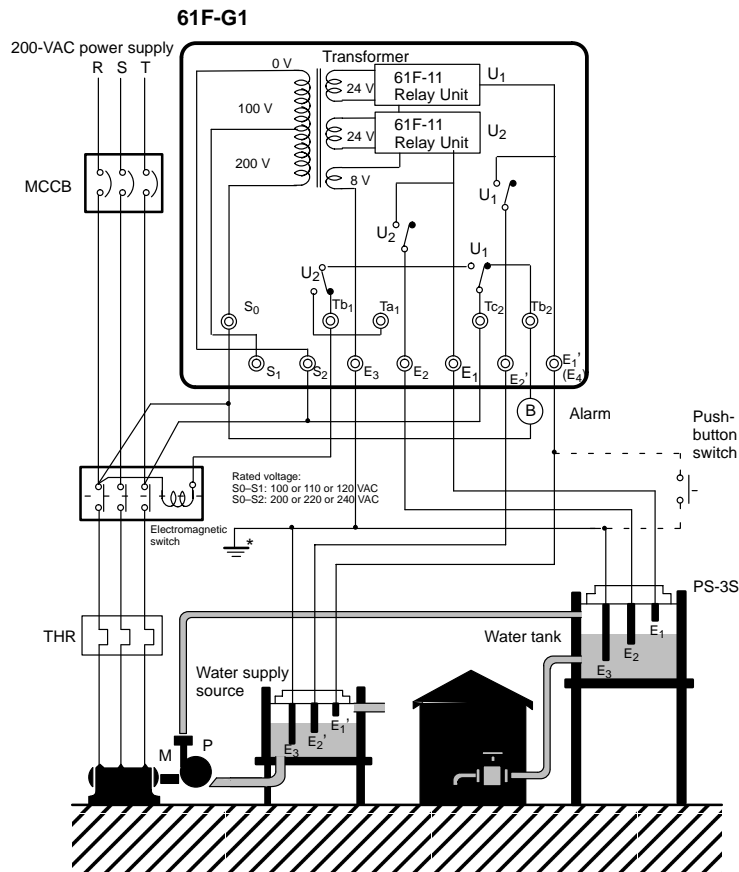 61F-G1
200-VAC power supply
R S T
Transformer
0 V
100 V
200 V
24 V
24 V
8 V
61F-11
Relay Unit
U1
61F-11
Relay Unit
U2
MCCB
U1
U2
U1
U2
S0
Tb1
Ta1
Tc2
Tb2
S1
S2
E3
E2
E1
E2'
E1'
(E4)
B
Alarm
Push-
button
switch
Rated voltage:
S0–S1: 100 or 110 or 120 VAC
S0–S2: 200 or 220 or 240 VAC
Electromagnetic
switch
*
PS-3S
THR
Water tank
E1
E2
E3
Water supply
source
E1'
E2'
E3
M
P